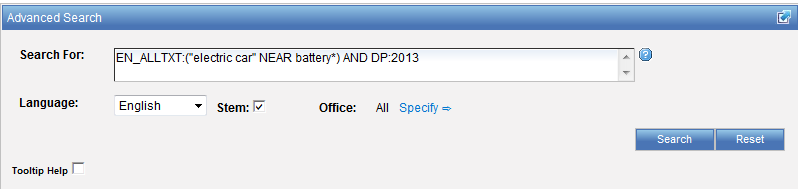 Advanced Search
Search For: EN_ALLTXT:("electric car" NEAR battery*) AND DP:2013
Language: English Stem: Office: All Specify ⇨
Search Reset
Tooltip Help